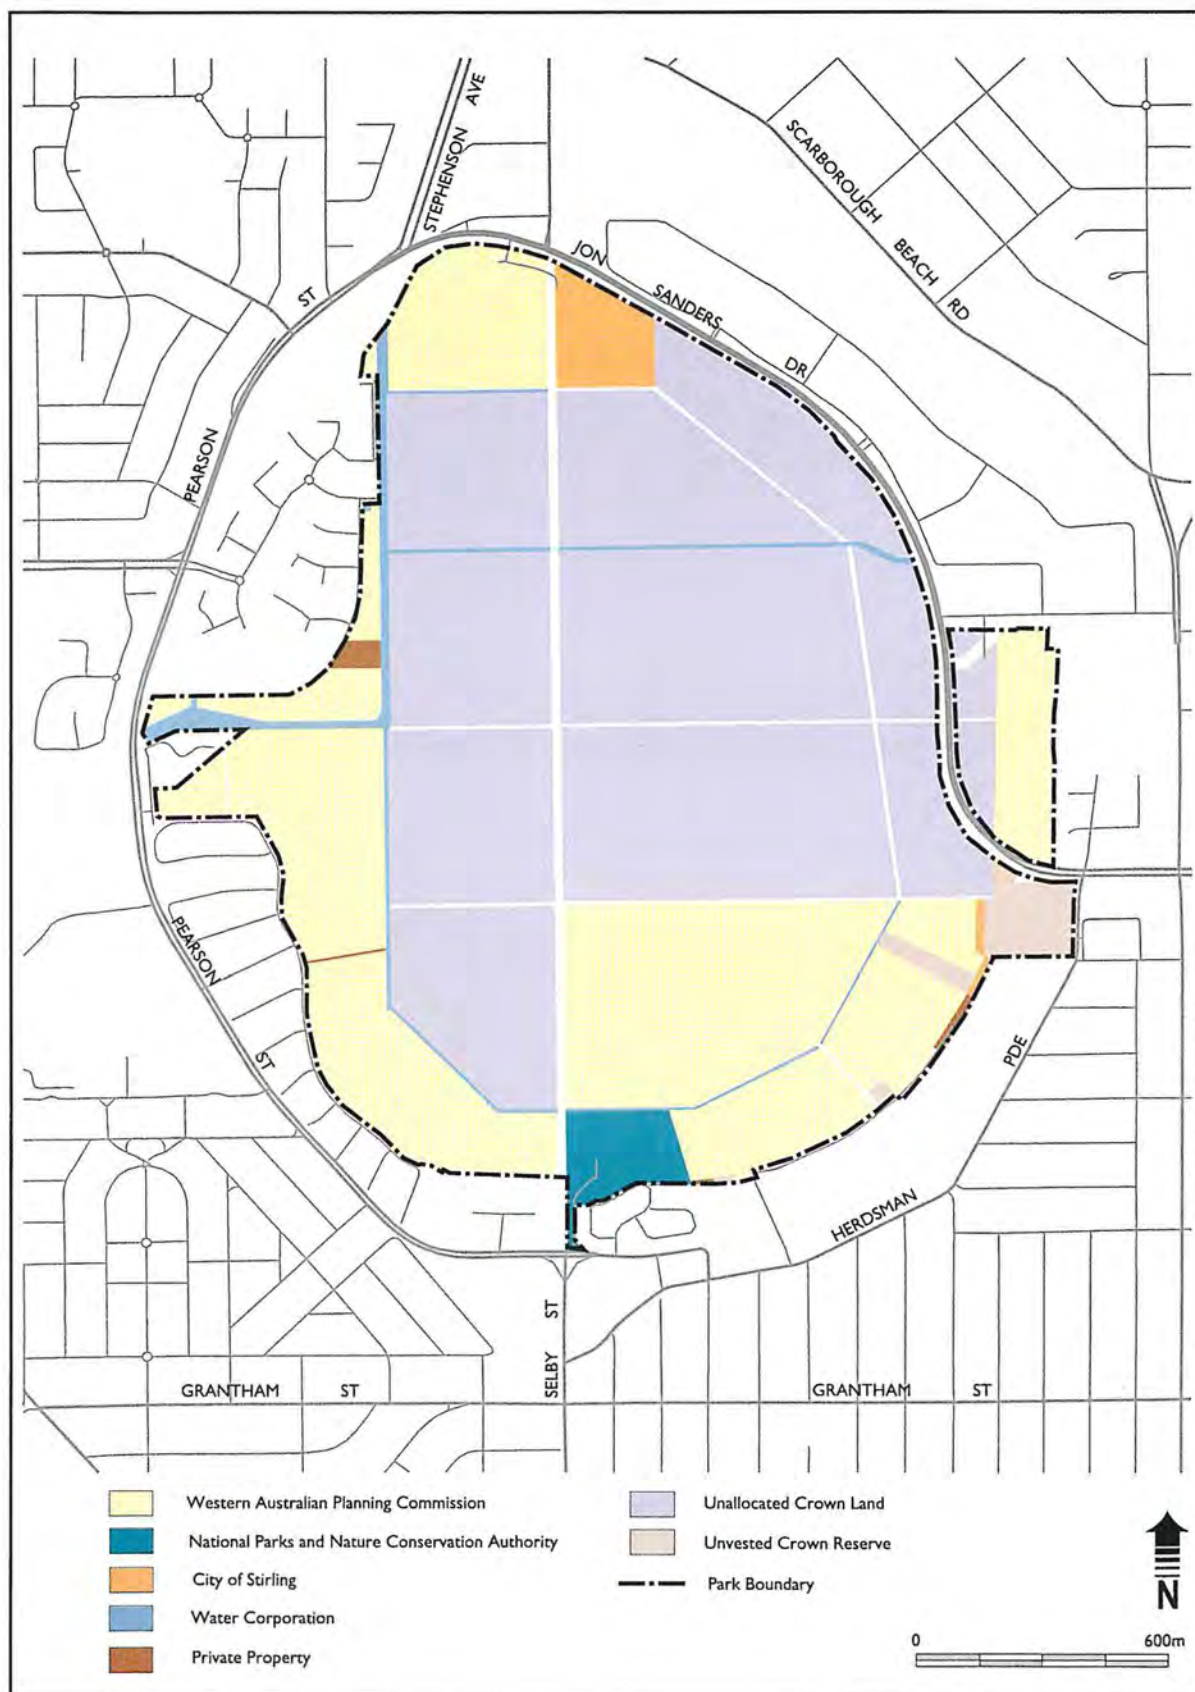 STEPHENSON AVE
SCARBOROUGH BEACH RD
JON SANDERS DR
PEARSON ST
PEARSON ST
HERDSMAN PDE
SELBY ST
GRANTHAM ST
GRANTHAM ST
Western Australian Planning Commission
National Parks and Nature Conservation Authority
City of Stirling
Water Corporation
Private Property
Unallocated Crown Land
Unvested Crown Reserve
Park Boundary
N
0 600m